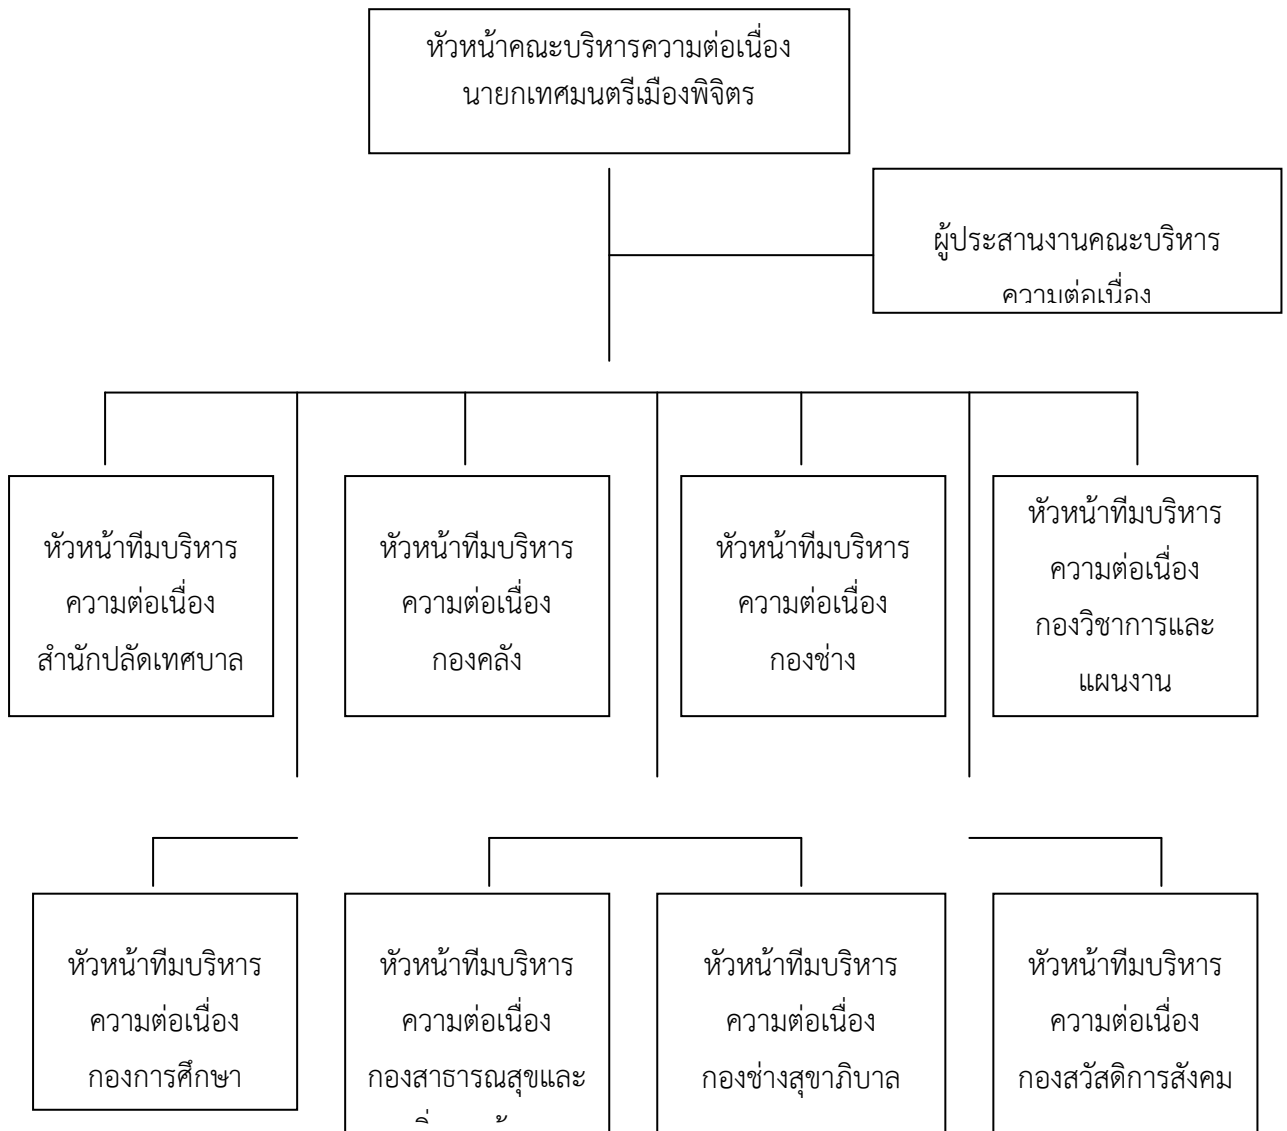 หัวหน้าคณะบริหารความต่อเนื่อง
นายกเทศมนตรีเมืองพิจิตร
ผู้ประสานงานคณะบริหาร
ความต่อเนื่อง
หัวหน้าทีมบริหาร
ความต่อเนื่อง
สำนักปลัดเทศบาล
หัวหน้าทีมบริหาร
ความต่อเนื่อง
กองคลัง
หัวหน้าทีมบริหาร
ความต่อเนื่อง
กองช่าง
หัวหน้าทีมบริหาร
ความต่อเนื่อง
กองวิชาการและ
แผนงาน
หัวหน้าทีมบริหาร
ความต่อเนื่อง
กองการศึกษา
หัวหน้าทีมบริหาร
ความต่อเนื่อง
กองสาธารณสุขและ
หัวหน้าทีมบริหาร
ความต่อเนื่อง
กองช่างสุขาภิบาล
หัวหน้าทีมบริหาร
ความต่อเนื่อง
กองสวัสดิการสังคม